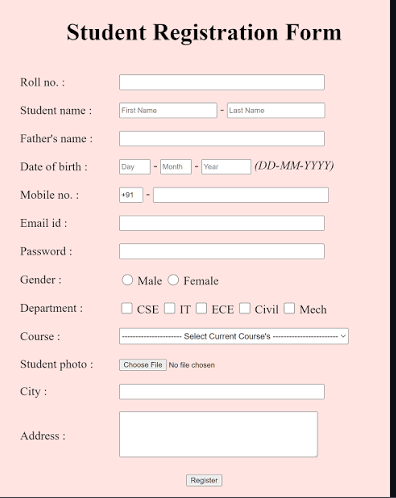 Student Registration Form
Roll no. :
Student name : First Name - Last Name
Father's name :
Date of birth : Day - Month - Year (DD-MM-YYYY)
Mobile no. : +91 -
Email id :
Password :
Gender : Male Female
Department : CSE IT ECE Civil Mech
Course : ---------------------- Select Current Course's ------------------------
Student photo : Choose File No file chosen
City :
Address :
Register